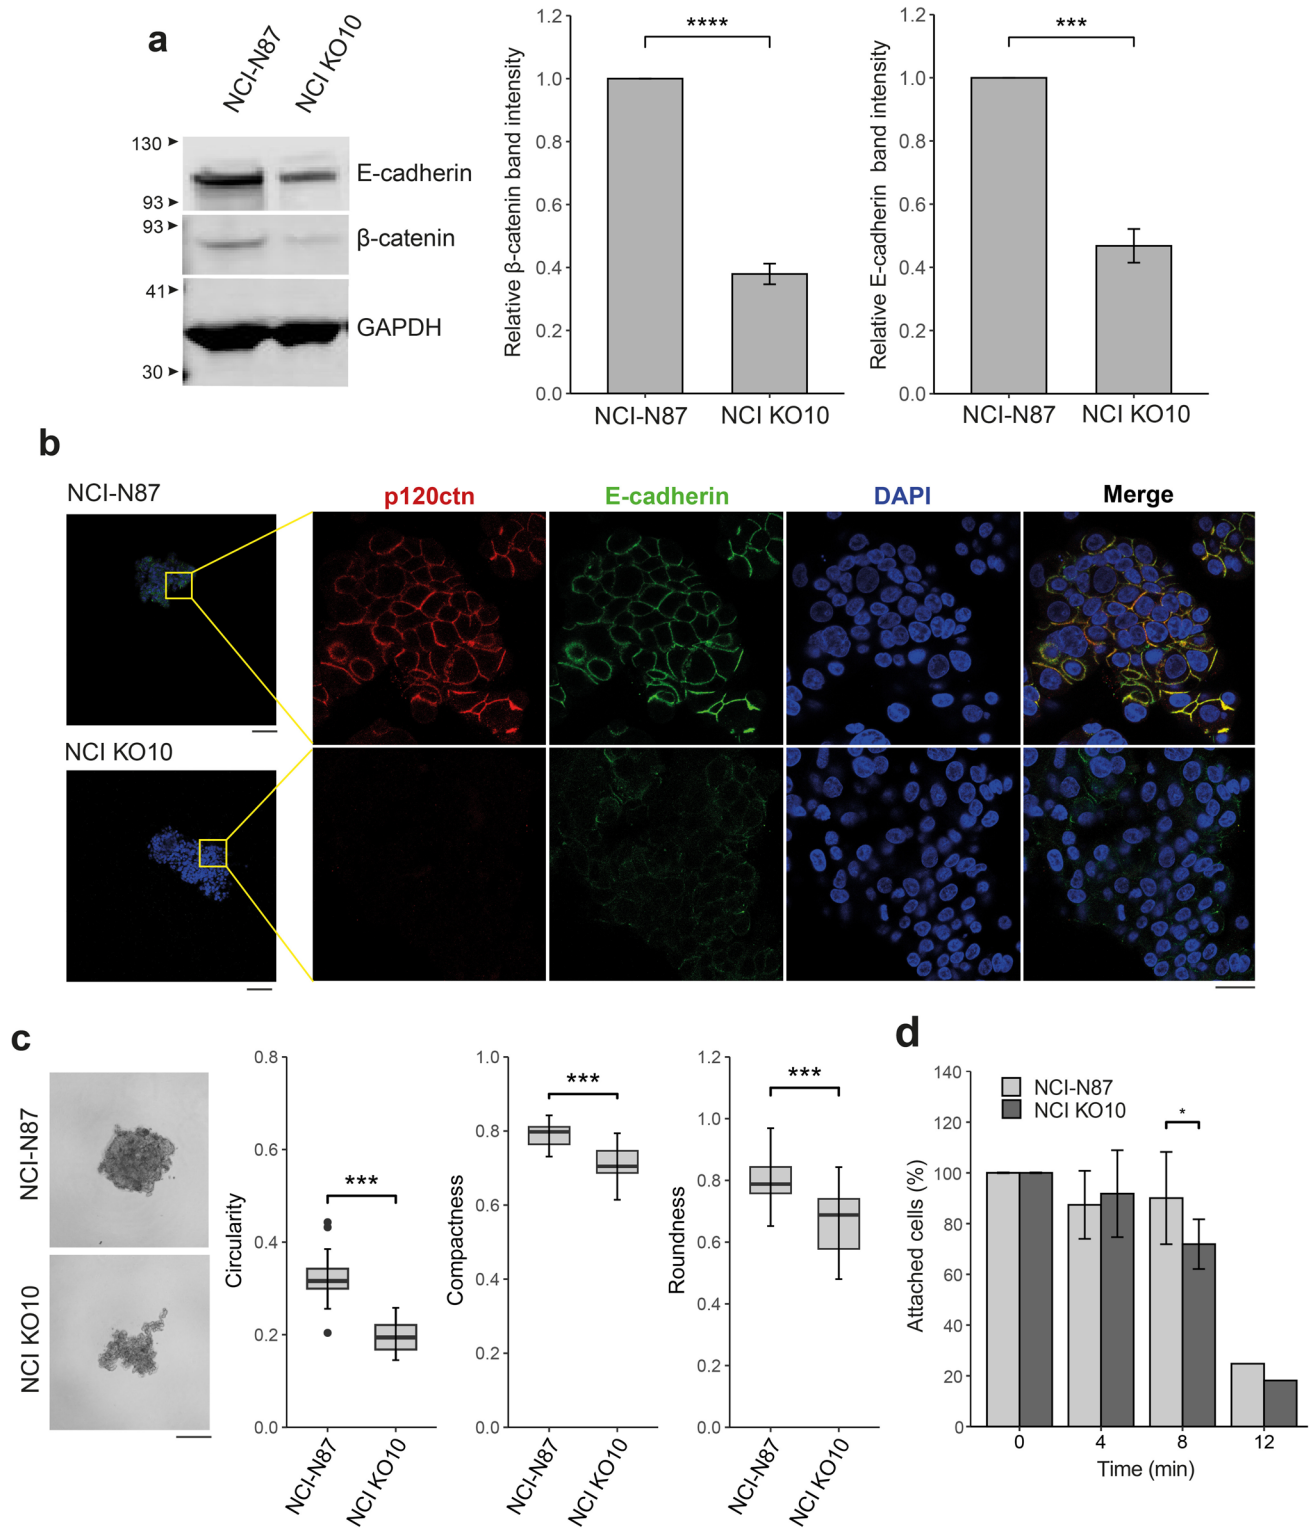 a
NCI-N87
NCI KO10
130
93
93
41
30
E-cadherin
β-catenin
GAPDH
Relative β-catenin band intensity
1.2
1.0
0.8
0.6
0.4
0.2
0.0
****
NCI-N87
NCI KO10
Relative E-cadherin band intensity
1.2
1.0
0.8
0.6
0.4
0.2
0.0
***
NCI-N87
NCI KO10
b
NCI-N87
p120ctn
E-cadherin
DAPI
Merge
NCI KO10
c
NCI-N87
NCI KO10
Circularity
0.8
0.6
0.4
0.2
0.0
***
NCI-N87
NCI KO10
Compactness
1.0
0.8
0.6
0.4
0.2
0.0
***
NCI-N87
NCI KO10
Roundness
1.2
1.0
0.8
0.6
0.4
0.2
0.0
***
NCI-N87
NCI KO10
d
Attached cells (%)
140
120
100
80
60
40
20
0
NCI-N87
NCI KO10
*
0
4
8
12
Time (min)